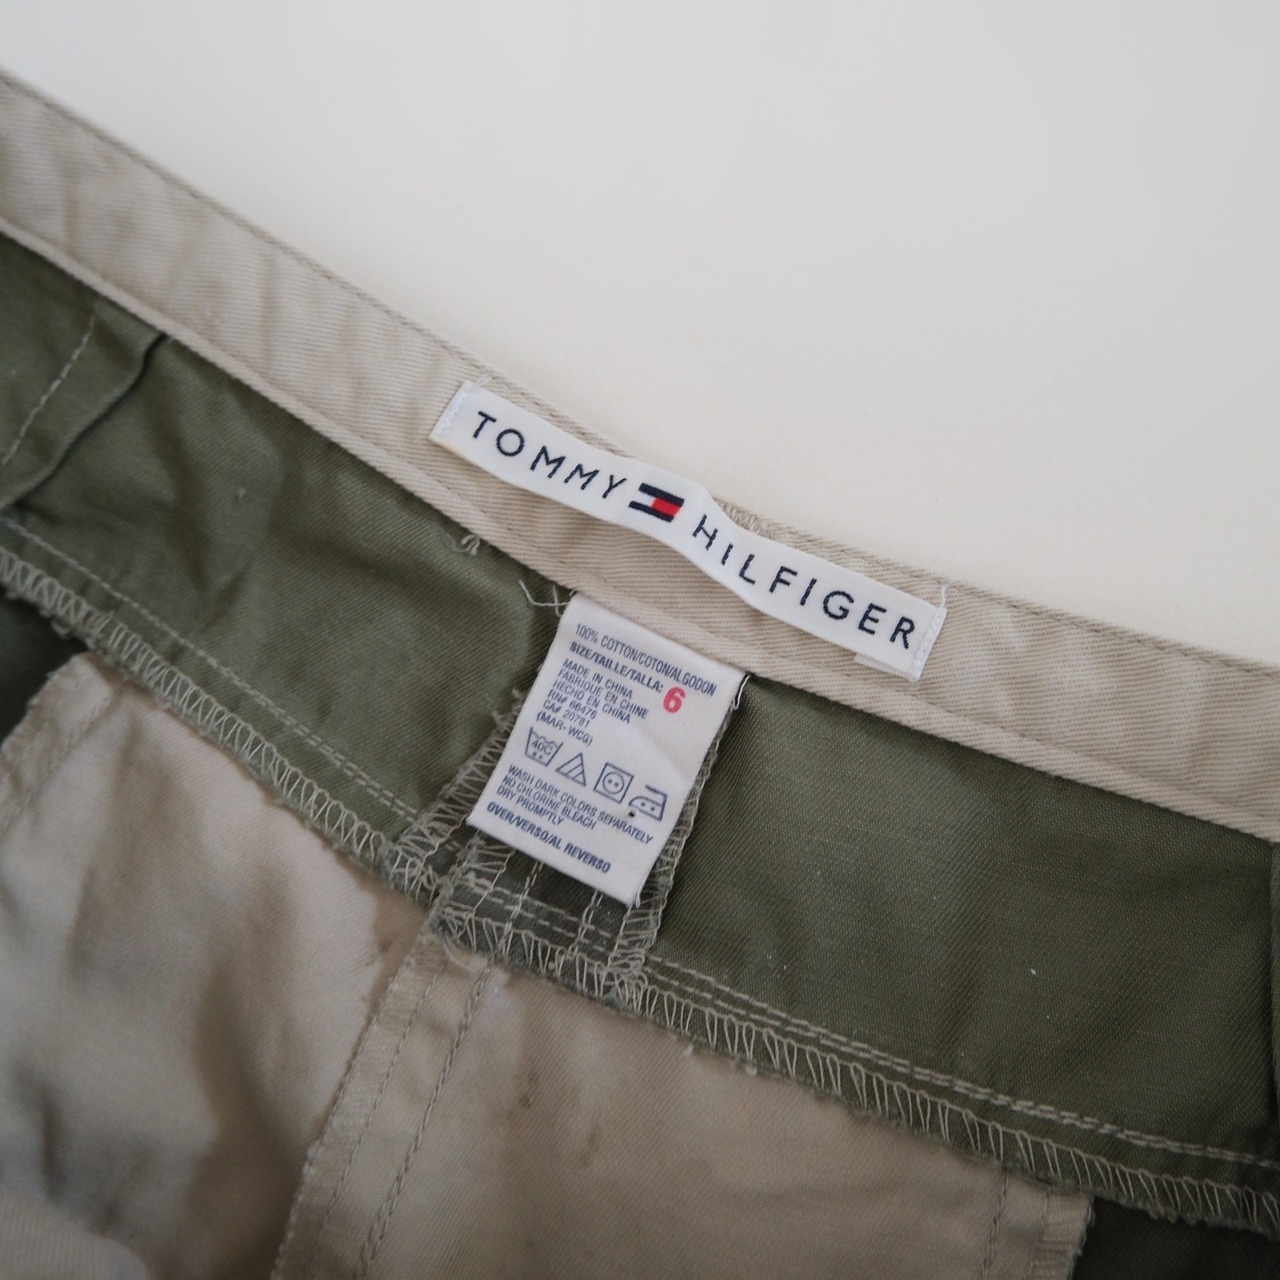 TOMMY HILFIGER
100% COTTON/COTON/ALGODON
SIZE/TAILLE/TALLA: 6
MADE IN CHINA
FABRIQUE EN CHINE
HECHO EN CHINA
RN# 66476
CA# 20781
(MAR-WCG)
40C
WASH DARK COLORS SEPARATELY
NO CHLORINE BLEACH
DRY PROMPTLY
OVER/VERSO/AL REVERSO